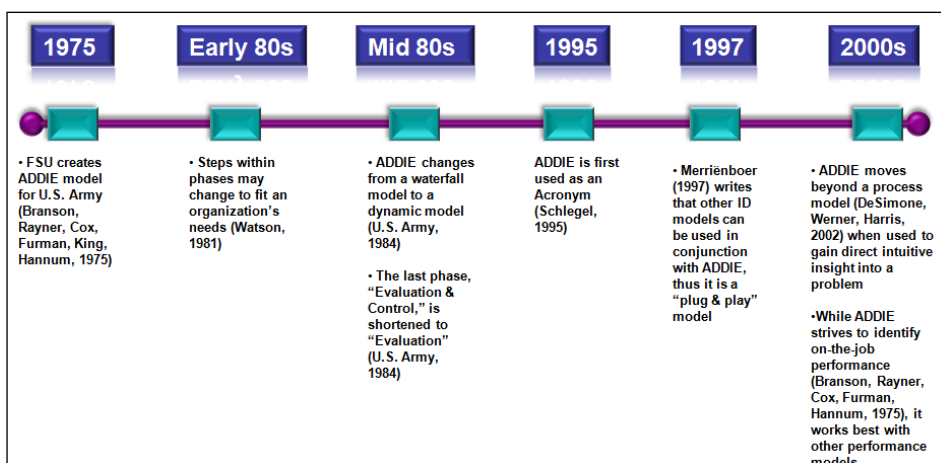 1975
Early 80s
Mid 80s
1995
1997
2000s
• FSU creates
ADDIE model
for U.S. Army
(Branson,
Rayner, Cox,
Furman, King,
Hannum, 1975)
• Steps within
phases may
change to fit an
organization’s
needs (Watson,
1981)
• ADDIE changes
from a waterfall
model to a
dynamic model
(U.S. Army,
1984)
• The last phase,
“Evaluation &
Control,” is
shortened to
“Evaluation”
(U.S. Army,
1984)
ADDIE is first
used as an
Acronym
(Schlegel,
1995)
• Merriënboer
(1997) writes
that other ID
models can
be used in
conjunction
with ADDIE,
thus it is a
“plug & play”
model
• ADDIE moves
beyond a process
model (DeSimone,
Werner, Harris,
2002) when used to
gain direct intuitive
insight into a
problem
•While ADDIE
strives to identify
on-the-job
performance
(Branson, Rayner,
Cox, Furman,
Hannum, 1975), it
works best with
other performance
models